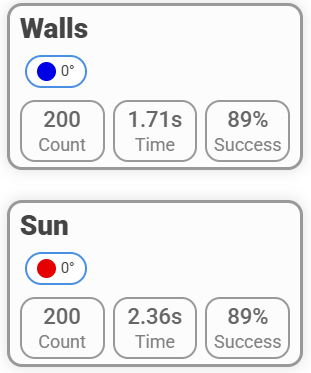 Walls
0°
200 1.71s 89%
Count Time Success
Sun
0°
200 2.36s 89%
Count Time Success